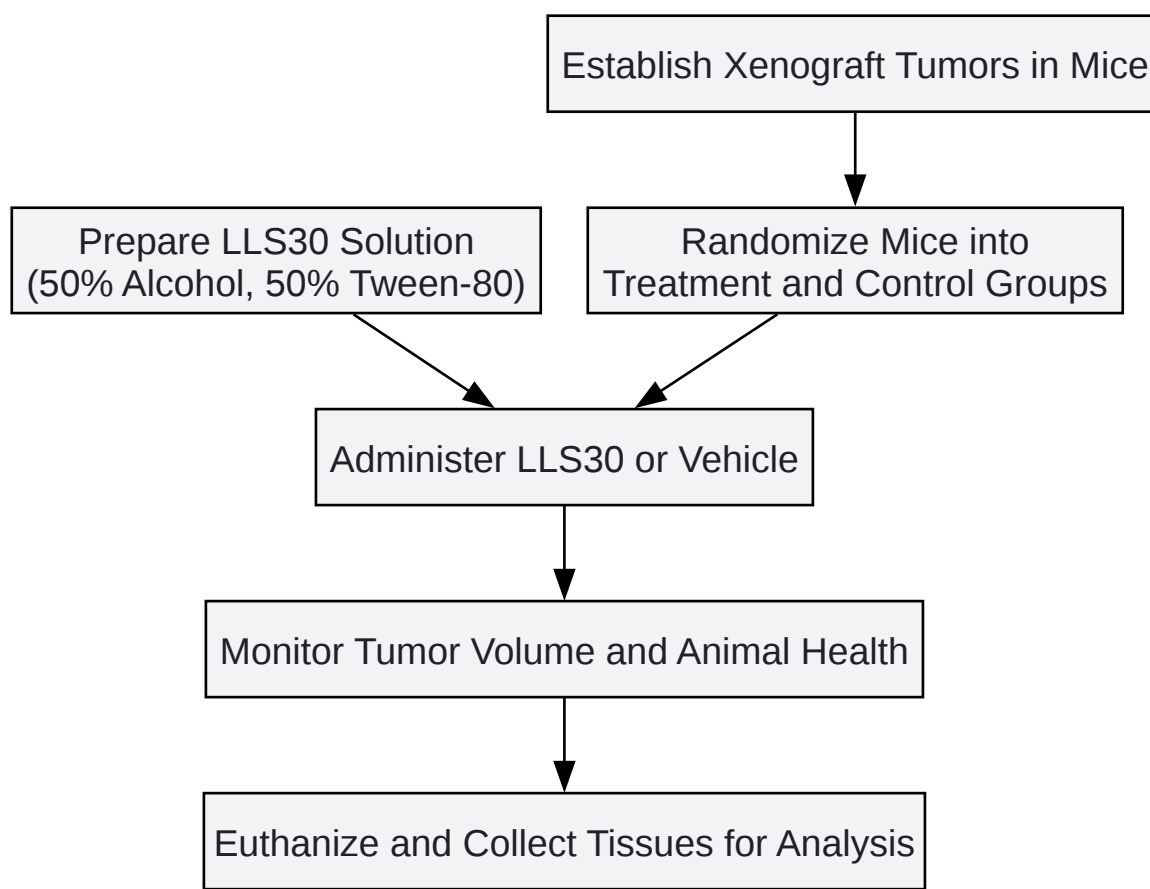 Establish Xenograft Tumors in Mice
Prepare LLS30 Solution
(50% Alcohol, 50% Tween-80)
Randomize Mice into
Treatment and Control Groups
Administer LLS30 or Vehicle
Monitor Tumor Volume and Animal Health
Euthanize and Collect Tissues for Analysis